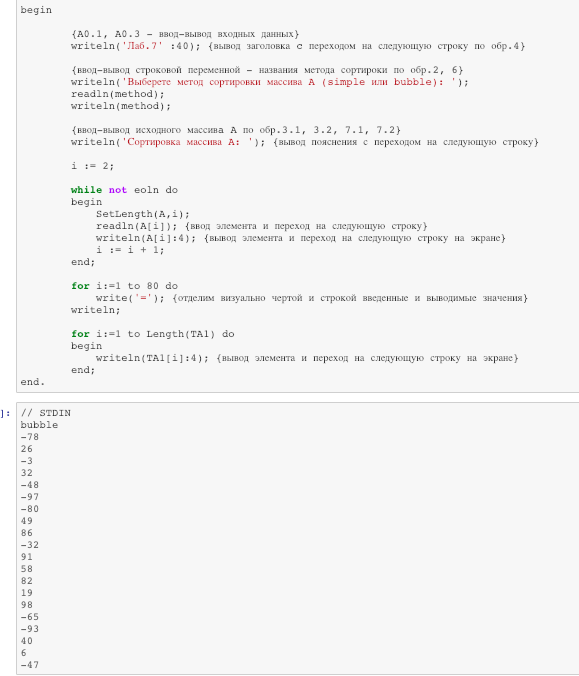 begin
{A0.1, A0.3 - ввод-вывод входных данных}
writeln('Лаб.7' :40); {вывод заголовка с переходом на следующую строку по обр.4}
{ввод-вывод строковой переменной - названия метода сортироки по обр.2, 6}
writeln('Выберете метод сортировки массива A (simple или bubble): ');
readln(method);
writeln(method);
{ввод-вывод исходного массива A по обр.3.1, 3.2, 7.1, 7.2}
writeln('Сортировка массива A: '); {вывод пояснения с переходом на следующую строку}
i := 2;
while not eoln do
begin
SetLength(A,i);
readln(A[i]); {ввод элемента и переход на следующую строку}
writeln(A[i]:4); {вывод элемента и переход на следующую строку на экране}
i := i + 1;
end;
for i:=1 to 80 do
write('='); {отделим визуально чертой и строкой введенные и выводимые значения}
writeln;
for i:=1 to Length(TA1) do
begin
writeln(TA1[i]:4); {вывод элемента и переход на следующую строку на экране}
end;
end.
]: // STDIN
bubble
-78
26
-3
32
-48
-97
-80
49
86
-32
91
58
82
19
98
-65
-93
40
6
-47